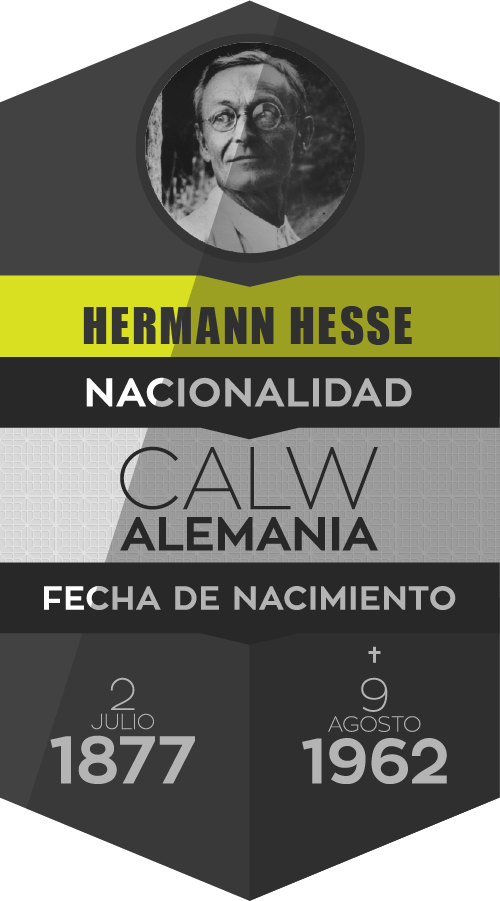 HERMANN HESSE
NACIONALIDAD
CALW
ALEMANIA
FECHA DE NACIMIENTO
2
JULIO
1877
✝
9
AGOSTO
1962